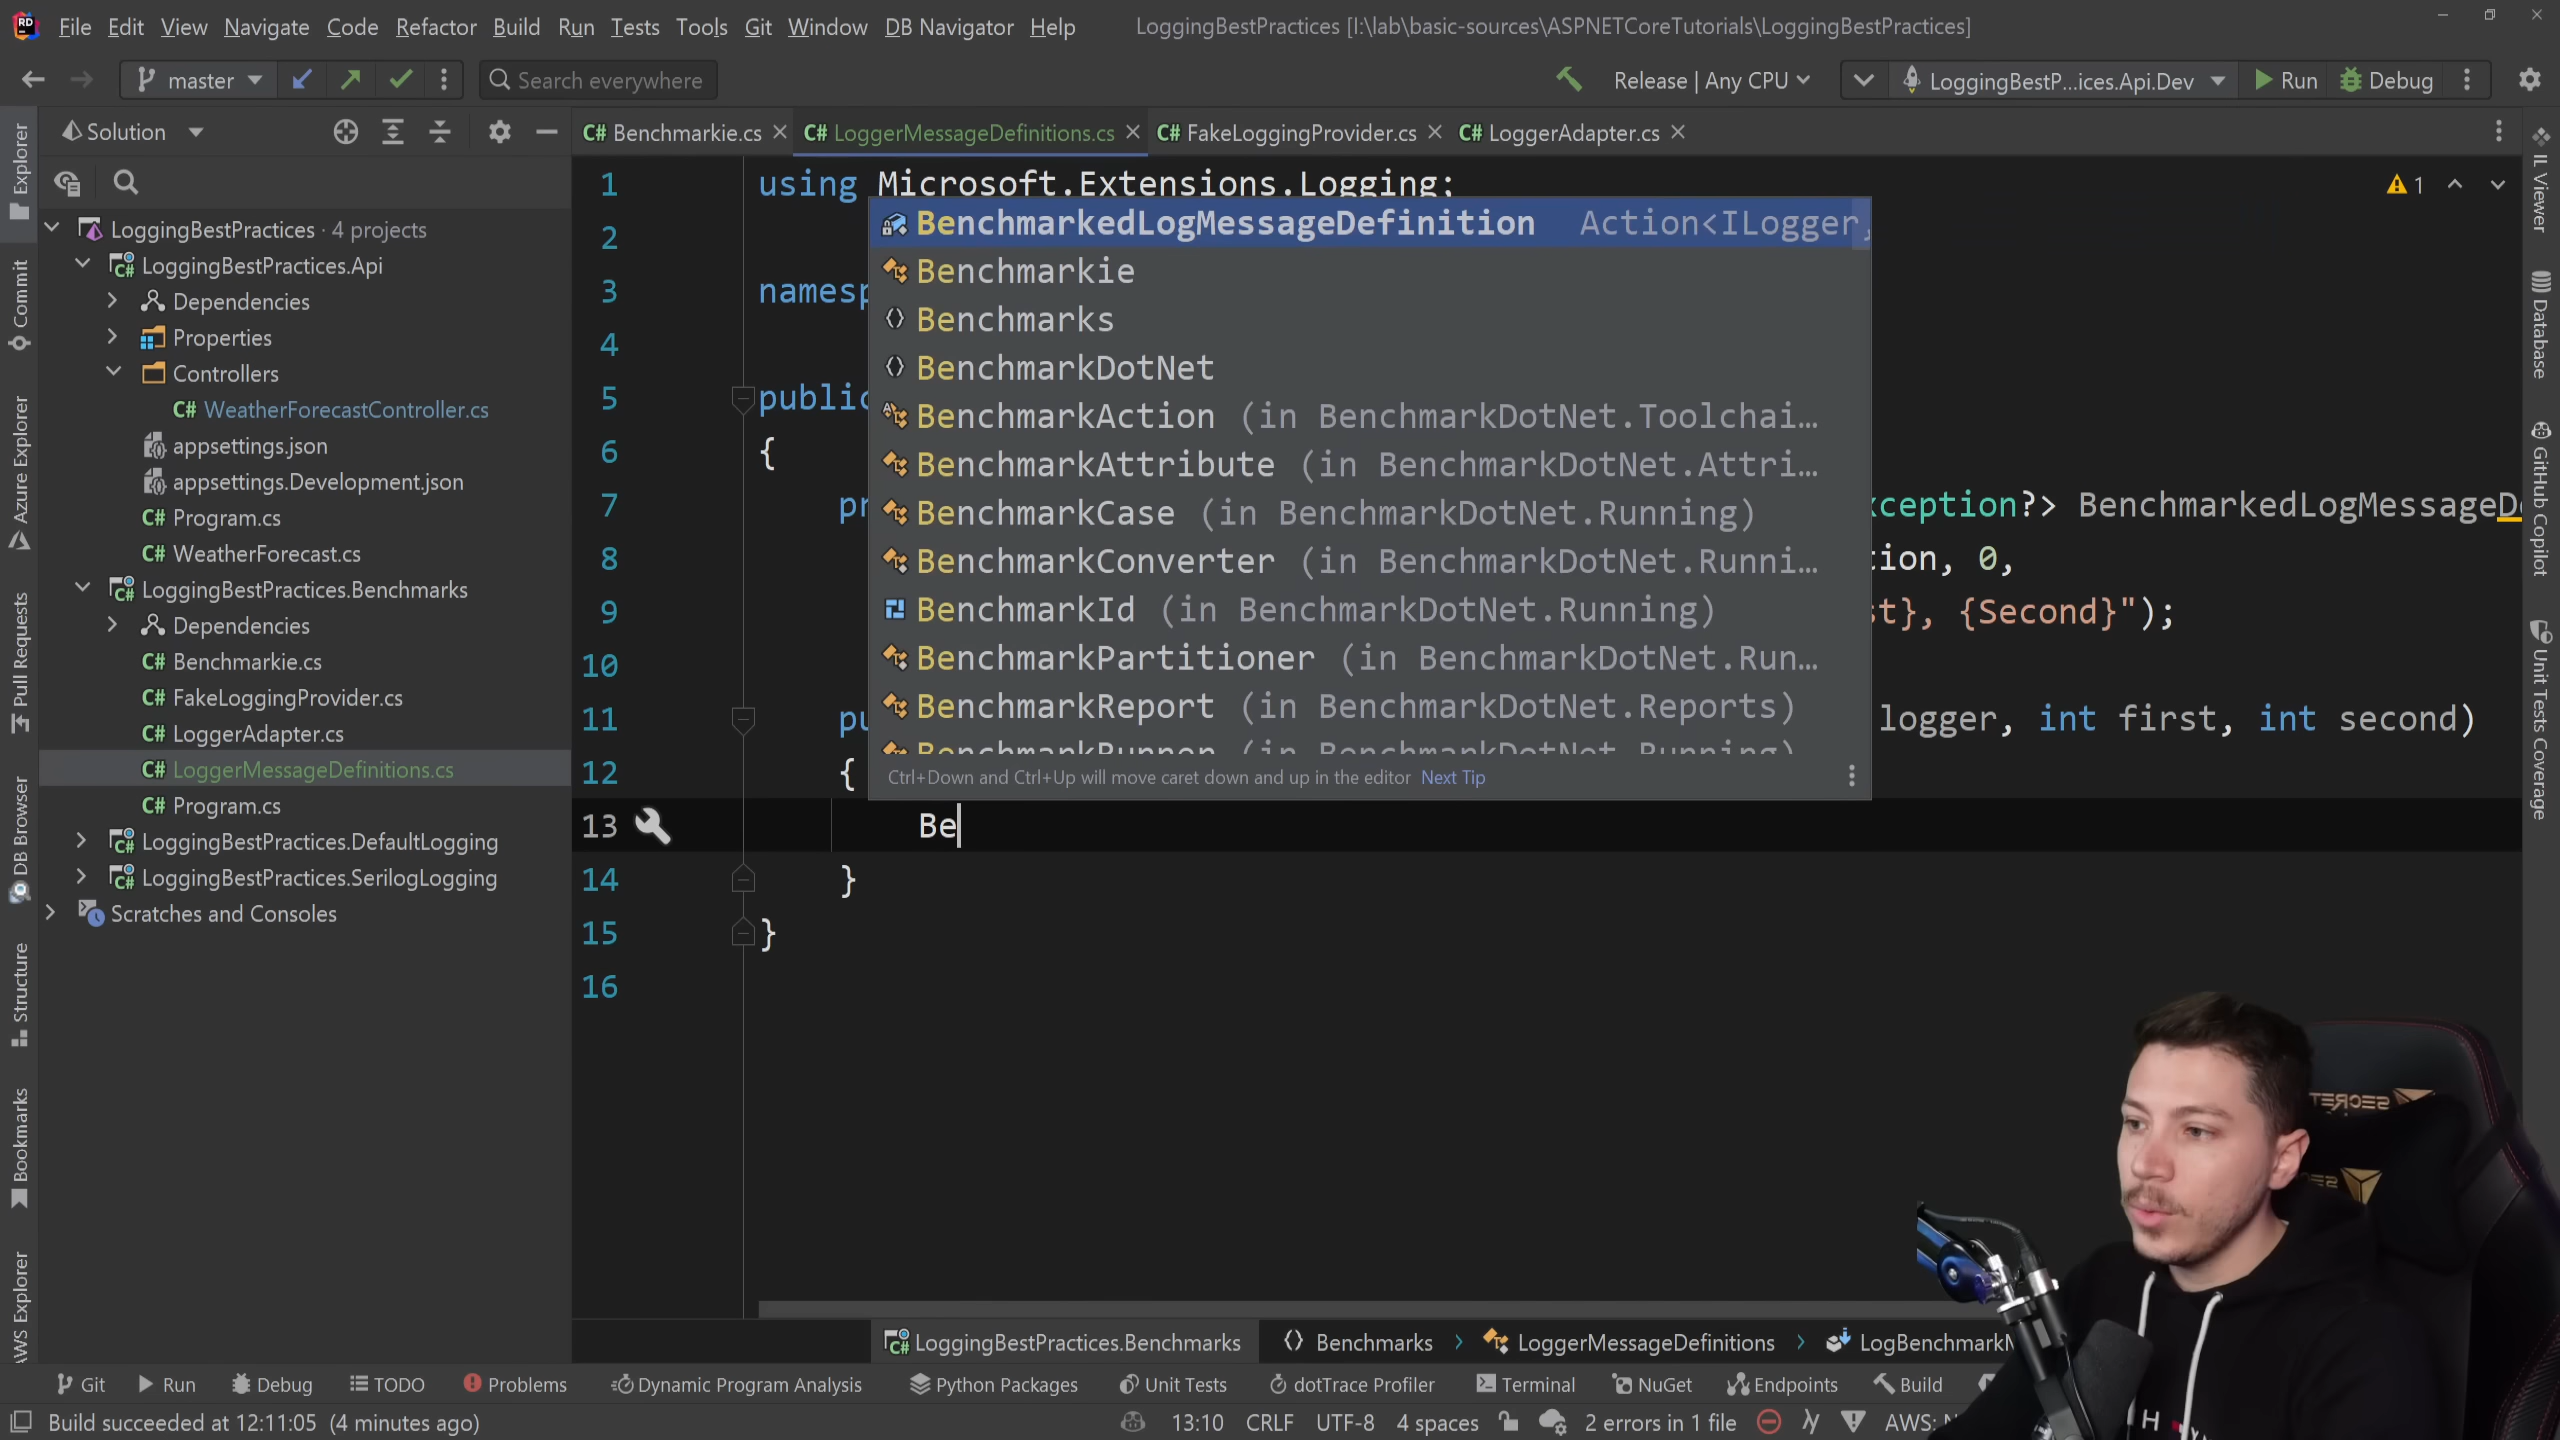 File Edit View Navigate Code Refactor Build Run Tests Tools Git Window DB Navigator Help LoggingBestPractices [I:\lab\basic-sources\ASPNETCoreTutorials\LoggingBestPractices]
master Search everywhere Release | Any CPU LoggingBestP...ices.Api.Dev Run Debug
Solution
Benchmarkie.cs LoggerMessageDefinitions.cs FakeLoggingProvider.cs LoggerAdapter.cs
Explorer
Commit
Azure Explorer
Pull Requests
DB Browser
Structure
Bookmarks
AWS Explorer
LoggingBestPractices · 4 projects
LoggingBestPractices.Api
Dependencies
Properties
Controllers
C# WeatherForecastController.cs
appsettings.json
appsettings.Development.json
C# Program.cs
C# WeatherForecast.cs
LoggingBestPractices.Benchmarks
Dependencies
C# Benchmarkie.cs
C# FakeLoggingProvider.cs
C# LoggerAdapter.cs
C# LoggerMessageDefinitions.cs
C# Program.cs
LoggingBestPractices.DefaultLogging
LoggingBestPractices.SerilogLogging
Scratches and Consoles
1 using Microsoft.Extensions.Logging;
2
3 namesp
4
5 public
6 {
7 pr ception?> BenchmarkedLogMessageD
8 tion, 0,
9 st}, {Second}");
10
11 pu logger, int first, int second)
12 {
13 Be
14 }
15 }
16
1
BenchmarkedLogMessageDefinition Action<ILogger,
Benchmarkie
Benchmarks
BenchmarkDotNet
BenchmarkAction (in BenchmarkDotNet.Toolchai...
BenchmarkAttribute (in BenchmarkDotNet.Attri...
BenchmarkCase (in BenchmarkDotNet.Running)
BenchmarkConverter (in BenchmarkDotNet.Runni...
BenchmarkId (in BenchmarkDotNet.Running)
BenchmarkPartitioner (in BenchmarkDotNet.Run...
BenchmarkReport (in BenchmarkDotNet.Reports)
BenchmarkRunner (in BenchmarkDotNet.Running)
Ctrl+Down and Ctrl+Up will move caret down and up in the editor Next Tip
IL Viewer
Database
GitHub Copilot
Unit Tests Coverage
SECRET
LoggingBestPractices.Benchmarks Benchmarks LoggerMessageDefinitions LogBenchmarkM
Git Run Debug TODO Problems Dynamic Program Analysis Python Packages Unit Tests dotTrace Profiler Terminal NuGet Endpoints Build
Build succeeded at 12:11:05 (4 minutes ago) 13:10 CRLF UTF-8 4 spaces 2 errors in 1 file AWS: